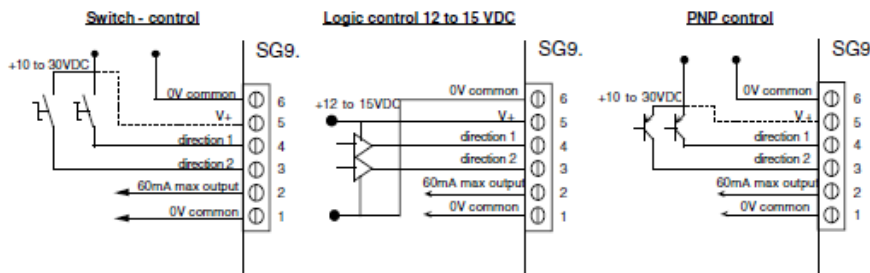 Switch - control
SG9.
+10 to 30VDC
0V common
6
V+
5
direction 1
4
direction 2
3
60mA max output
2
0V common
1
Logic control 12 to 15 VDC
SG9.
0V common
6
+12 to 15VDC
V+
5
direction 1
4
direction 2
3
60mA max output
2
0V common
1
PNP control
SG9
0V common
6
+10 to 30VDC
V+
5
direction 1
4
direction 2
3
60mA max output
2
0V common
1